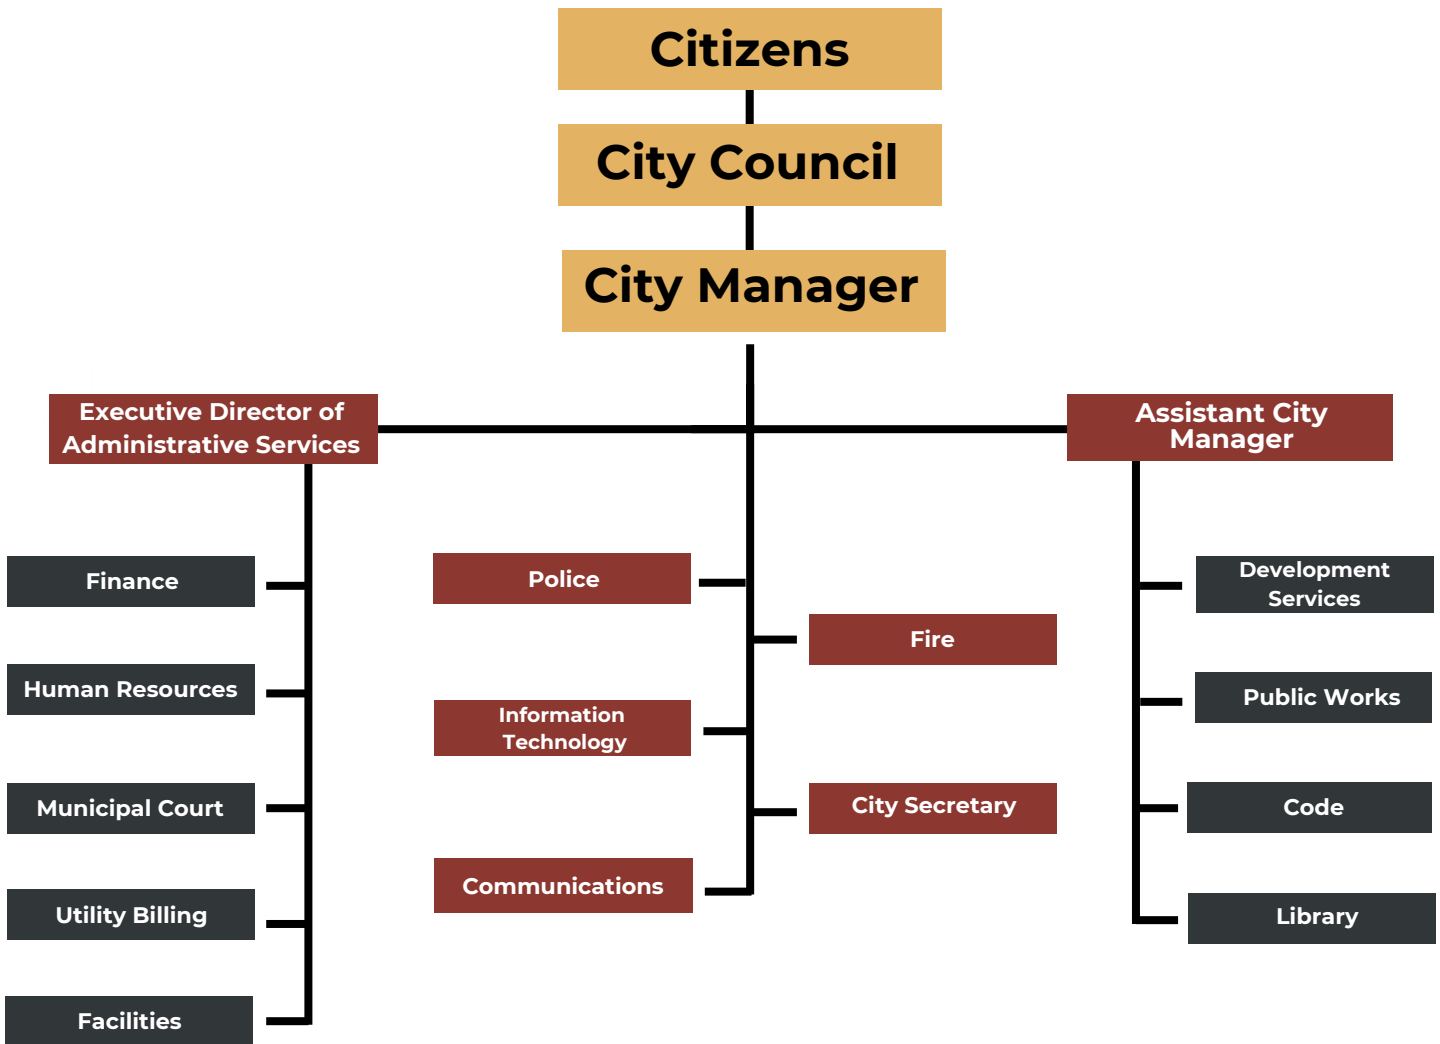 Citizens
City Council
City Manager
Executive Director of
Administrative Services
Assistant City
Manager
Finance
Human Resources
Municipal Court
Utility Billing
Facilities
Police
Fire
Information
Technology
City Secretary
Communications
Development
Services
Public Works
Code
Library